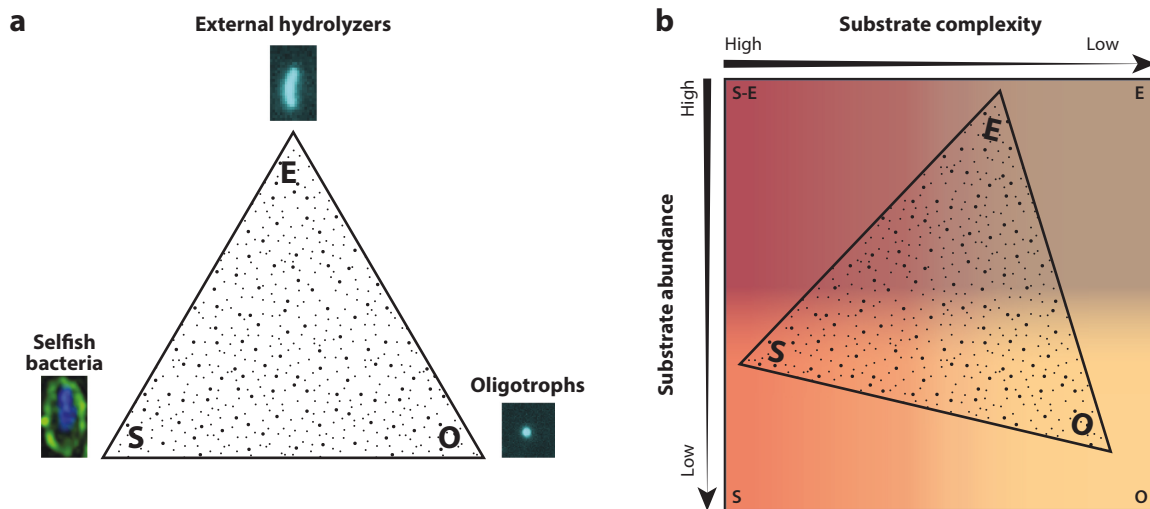 a
External hydrolyzers
E
Selfish
bacteria
S
Oligotrophs
O
b
Substrate complexity
High
Low
Substrate abundance
High
Low
S-E
E
E
S
O
S
O